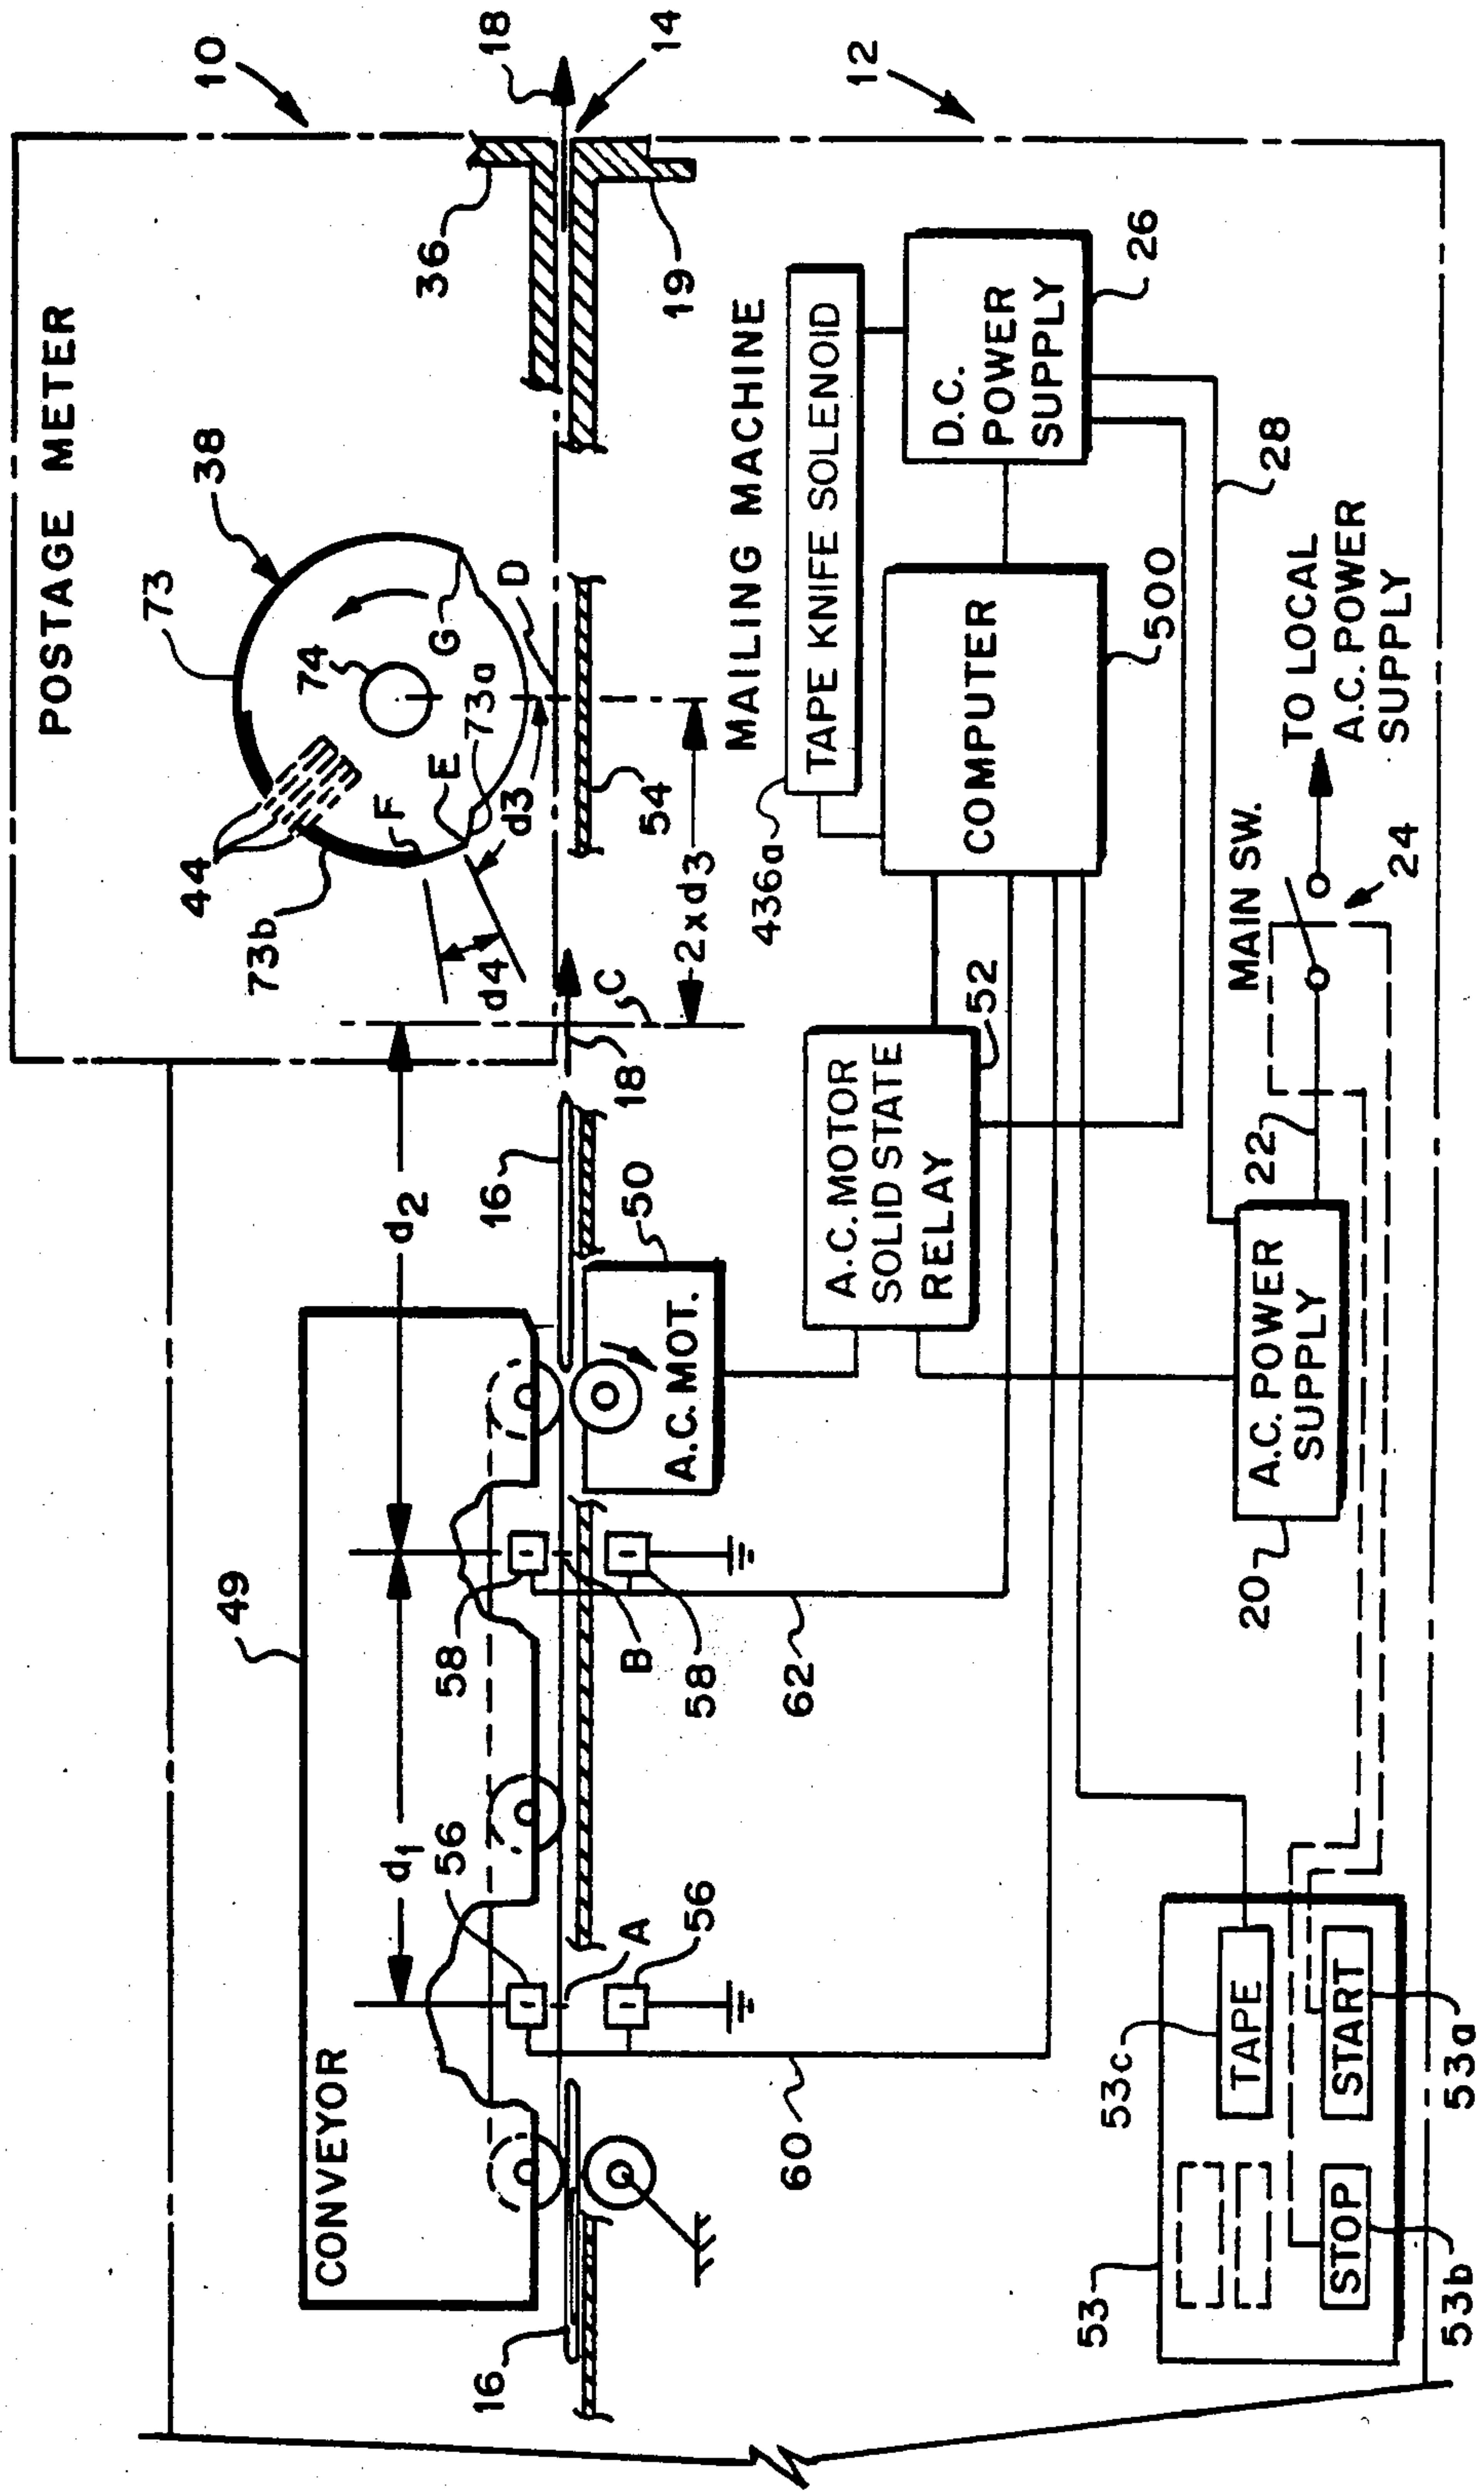 POSTAGE METER
10
18
14
12
38
73
74
44
73b
G
D
E
73a
F
d3
d4
36
19
54
2xd3
C
18
16
50
A.C. MOT.
d2
49
CONVEYOR
58
B
58
d1
56
A
56
16
62
60
MAILING MACHINE
TAPE KNIFE SOLENOID
436a
D.C.
POWER
SUPPLY
26
COMPUTER
500
28
52
A.C. MOTOR
SOLID STATE
RELAY
MAIN SW.
24
TO LOCAL
A.C. POWER
SUPPLY
22
A.C. POWER
SUPPLY
20
53
53c
TAPE
STOP
START
53b
53a